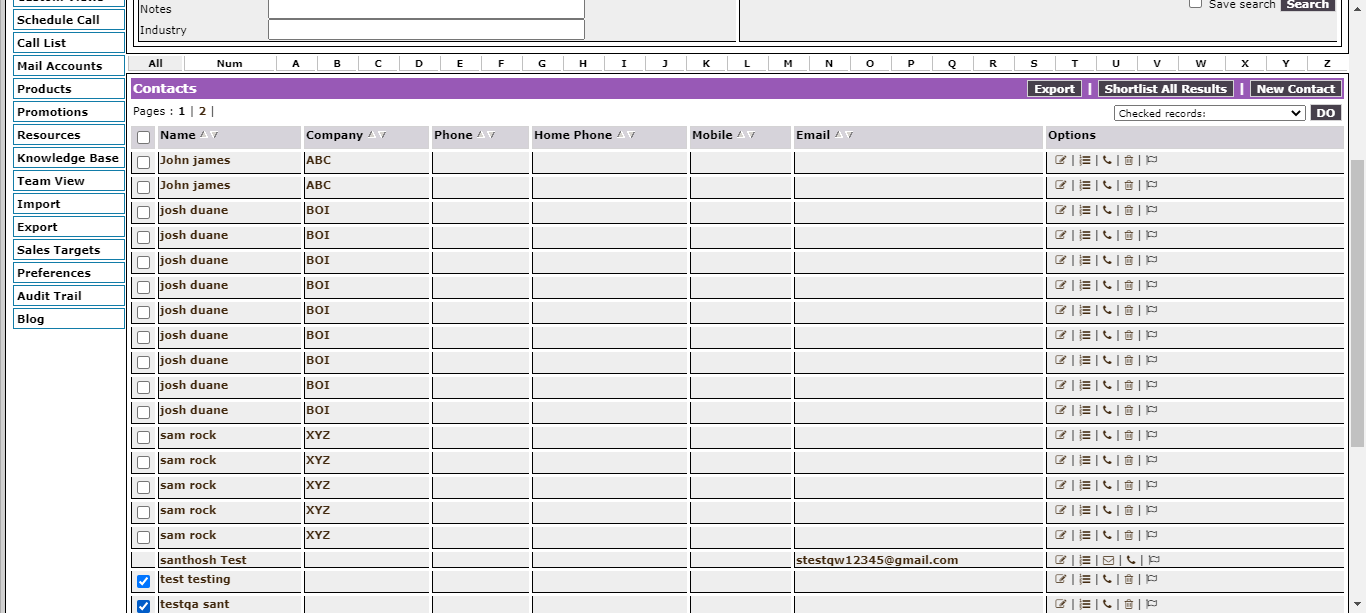 Custom Views
Schedule Call
Call List
Mail Accounts
Products
Promotions
Resources
Knowledge Base
Team View
Import
Export
Sales Targets
Preferences
Audit Trail
Blog
Notes
Industry
Save search Search
All Num A B C D E F G H I J K L M N O P Q R S T U V W X Y Z
Contacts Export | Shortlist All Results | New Contact
Pages : 1 | 2 |
Checked records: DO
Name Company Phone Home Phone Mobile Email Options
John james ABC
John james ABC
josh duane BOI
josh duane BOI
josh duane BOI
josh duane BOI
josh duane BOI
josh duane BOI
josh duane BOI
josh duane BOI
josh duane BOI
sam rock XYZ
sam rock XYZ
sam rock XYZ
sam rock XYZ
sam rock XYZ
santhosh Test stestqw12345@gmail.com
test testing
testqa sant